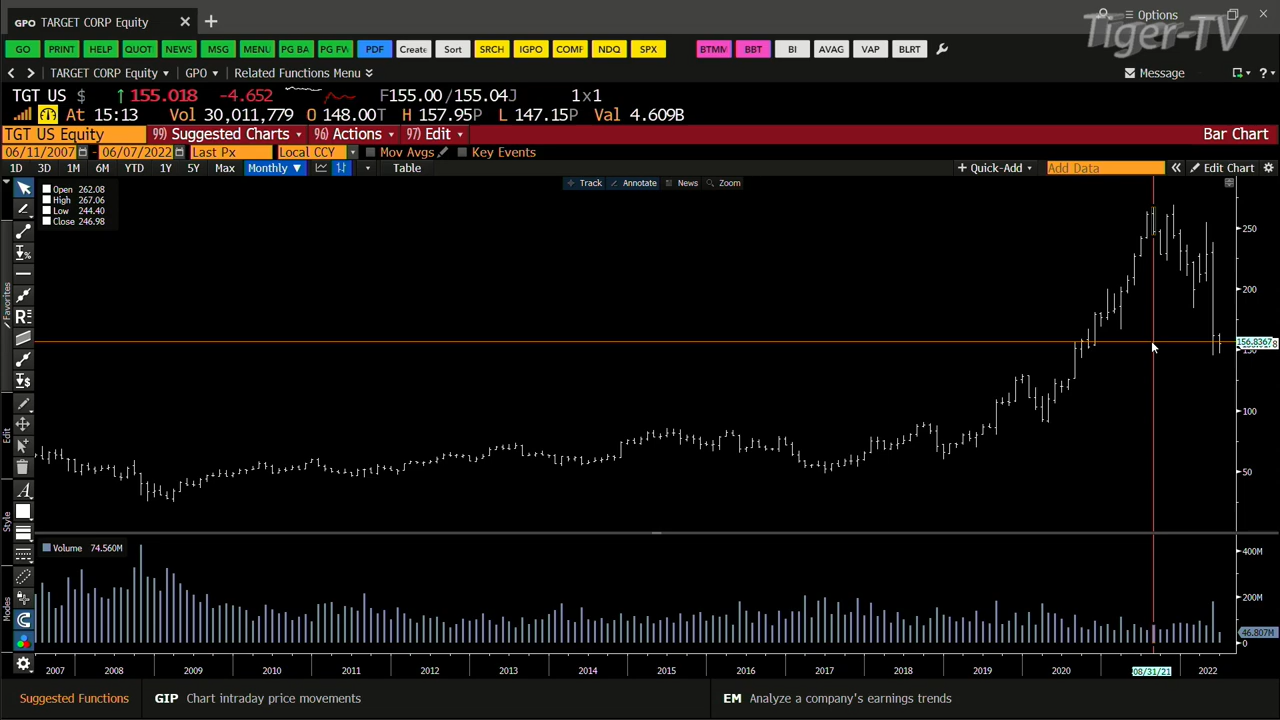 GPO TARGET CORP Equity
Options
Tiger-TV
GO PRINT HELP QUOT NEWS MSG MENU PG BA PG FV PDF Create Sort SRCH IGPO COMF NDQ SPX BTMM BBT BI AVAG VAP BLRT
TARGET CORP Equity GPO Related Functions Menu Message ?
TGT US $ 155.018 -4.652 F155.00/155.04J 1x1
At 15:13 Vol 30,011,779 O 148.00T H 157.95P L 147.15P Val 4.609B
TGT US Equity 99) Suggested Charts 96) Actions 97) Edit Bar Chart
06/11/2007 - 06/07/2022 Last Px Local CCY Mov Avgs Key Events
1D 3D 1M 6M YTD 1Y 5Y Max Monthly Table + Quick-Add Add Data Edit Chart
Track Annotate News Zoom
Open 262.08
High 267.06
Low 244.40
Close 246.98
250
200
156.8367
150
100
50
Favorites
Edit
Style
Modes
Volume 74.560M
400M
200M
46.807M
0
2007 2008 2009 2010 2011 2012 2013 2014 2015 2016 2017 2018 2019 2020 08/31/21 2022
Suggested Functions GIP Chart intraday price movements EM Analyze a company's earnings trends